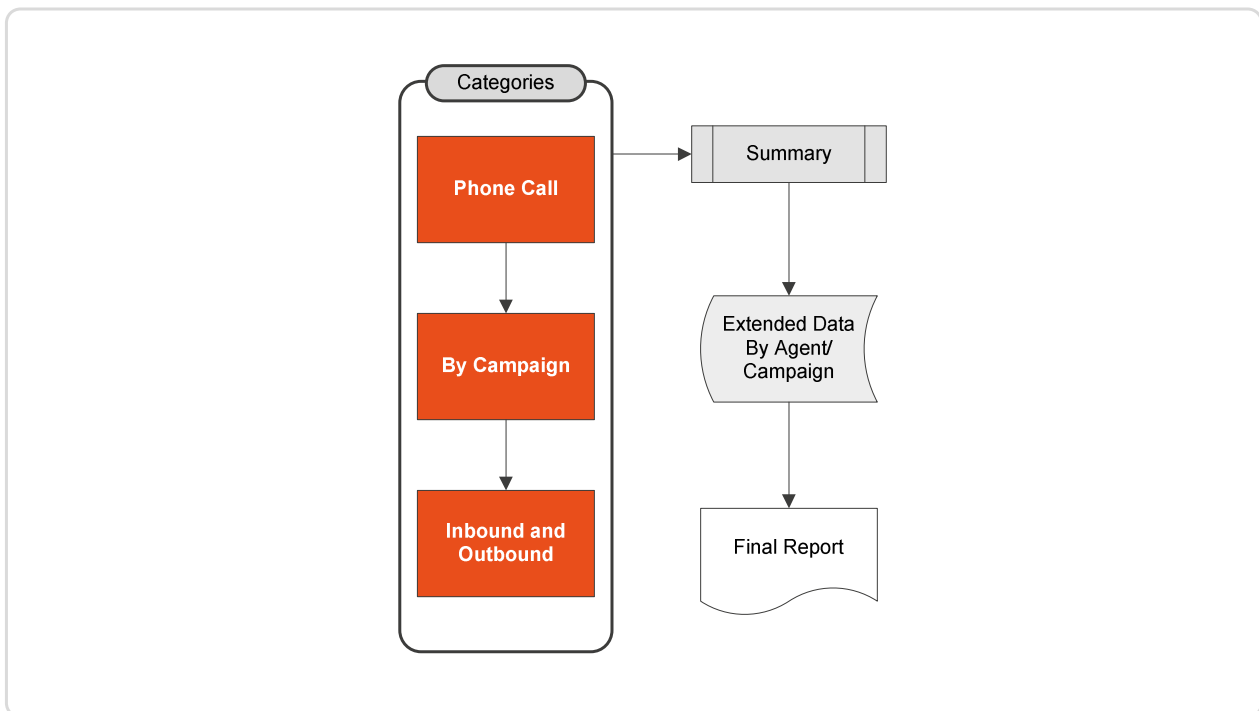 Categories
Phone Call
By Campaign
Inbound and
Outbound
Summary
Extended Data
By Agent/
Campaign
Final Report